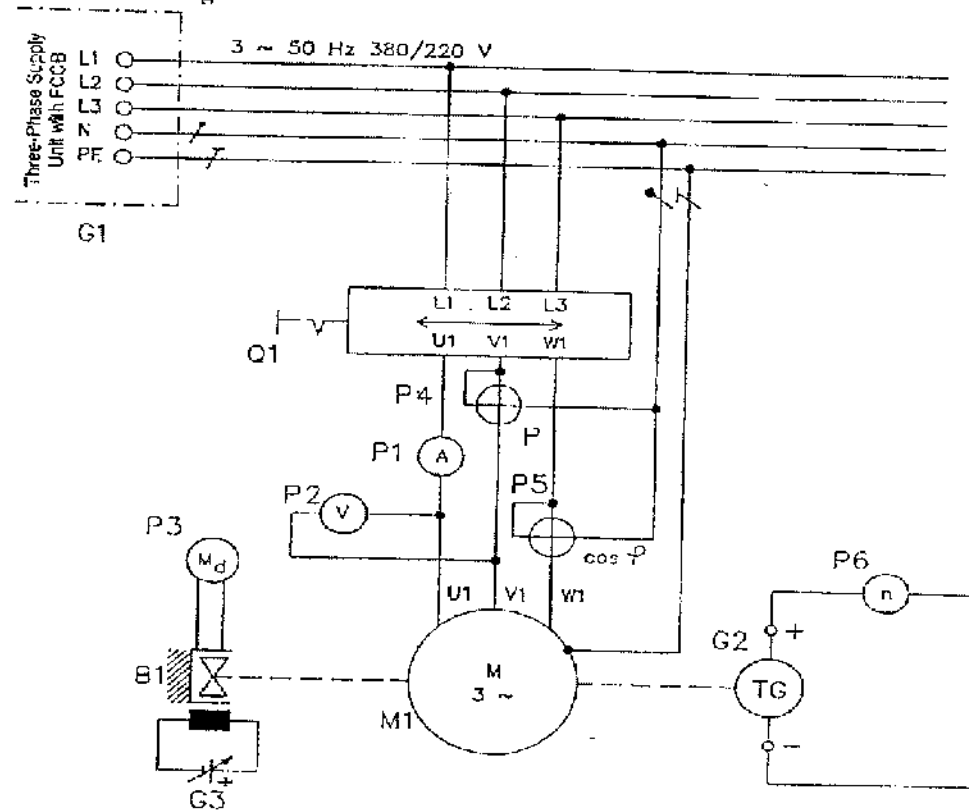 Three-Phase Supply
Unit with FCCB
3 ~ 50 Hz 380/220 V
L1
L2
L3
N
PE
G1
L1 L2 L3
U1 V1 W1
Q1
P4
P
P1
A
P2
V
P5
cos φ
P3
Md
U1 V1 W1
P6
n
G2
+
B1
M
3 ~
TG
M1
−
+
G3